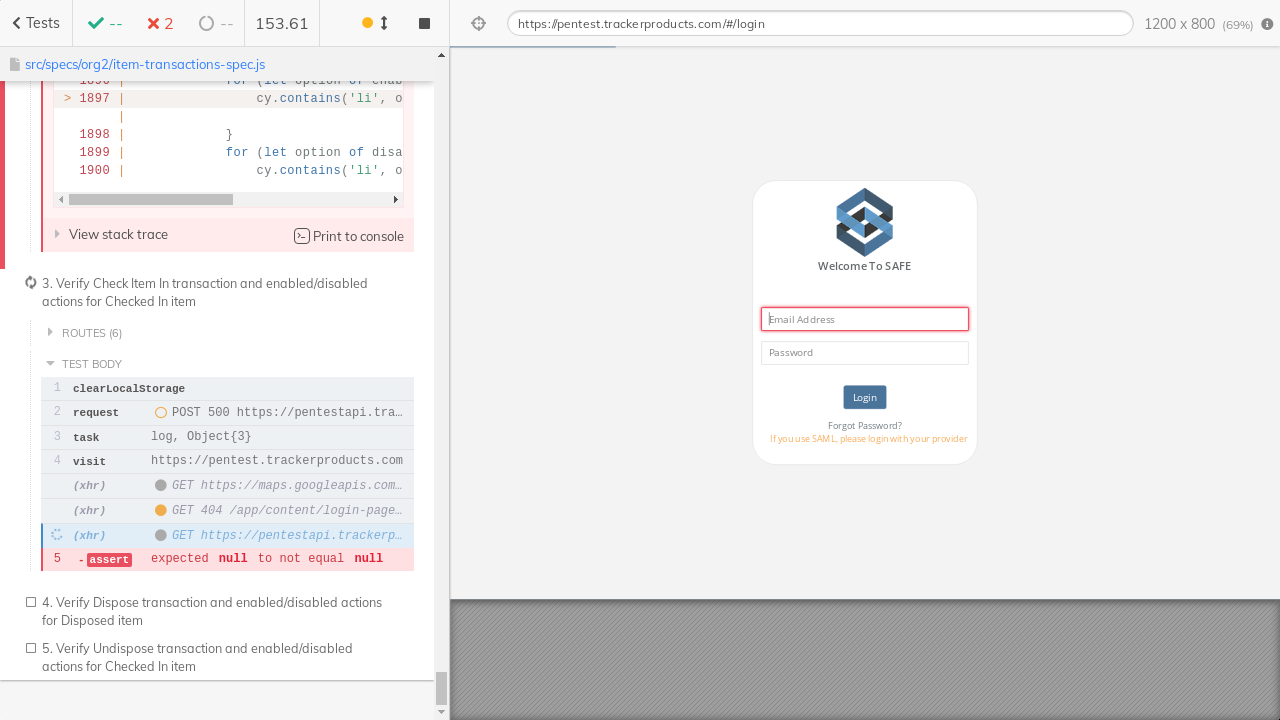 Tests -- 2 -- 153.61
https://pentest.trackerproducts.com/#/login 1200 x 800 (69%)
src/specs/org2/item-transactions-spec.js
> 1897 | cy.contains('li', o
|
1898 | }
1899 | for (let option of disa
1900 | cy.contains('li', o
View stack trace Print to console
3. Verify Check Item In transaction and enabled/disabled
actions for Checked In item
ROUTES (6)
TEST BODY
1 clearLocalStorage
2 request POST 500 https://pentestapi.tra…
3 task log, Object{3}
4 visit https://pentest.trackerproducts.com
(xhr) GET https://maps.googleapis.com…
(xhr) GET 404 /app/content/login-page…
(xhr) GET https://pentestapi.trackerp…
5 -assert expected null to not equal null
4. Verify Dispose transaction and enabled/disabled actions
for Disposed item
5. Verify Undispose transaction and enabled/disabled
actions for Checked In item
Welcome To SAFE
Email Address
Password
Login
Forgot Password?
If you use SAML, please login with your provider